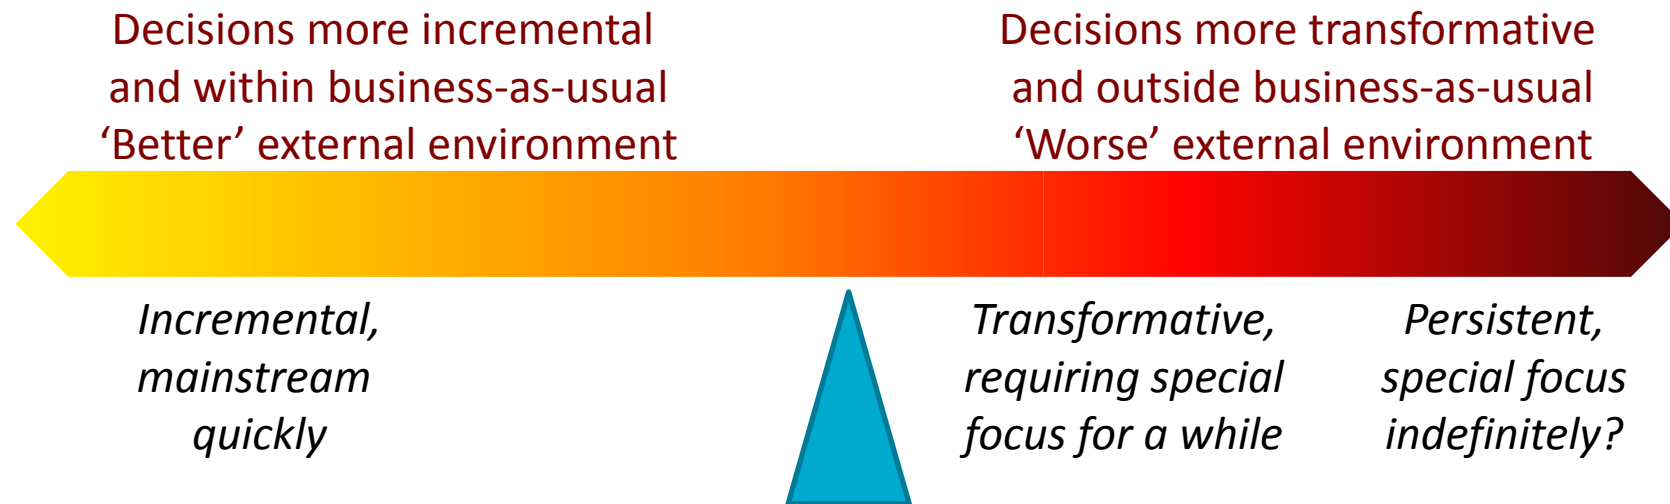 Decisions more incremental
and within business-as-usual
‘Better’ external environment
Decisions more transformative
and outside business-as-usual
‘Worse’ external environment
Incremental,
mainstream
quickly
Transformative,
requiring special
focus for a while
Persistent,
special focus
indefinitely?